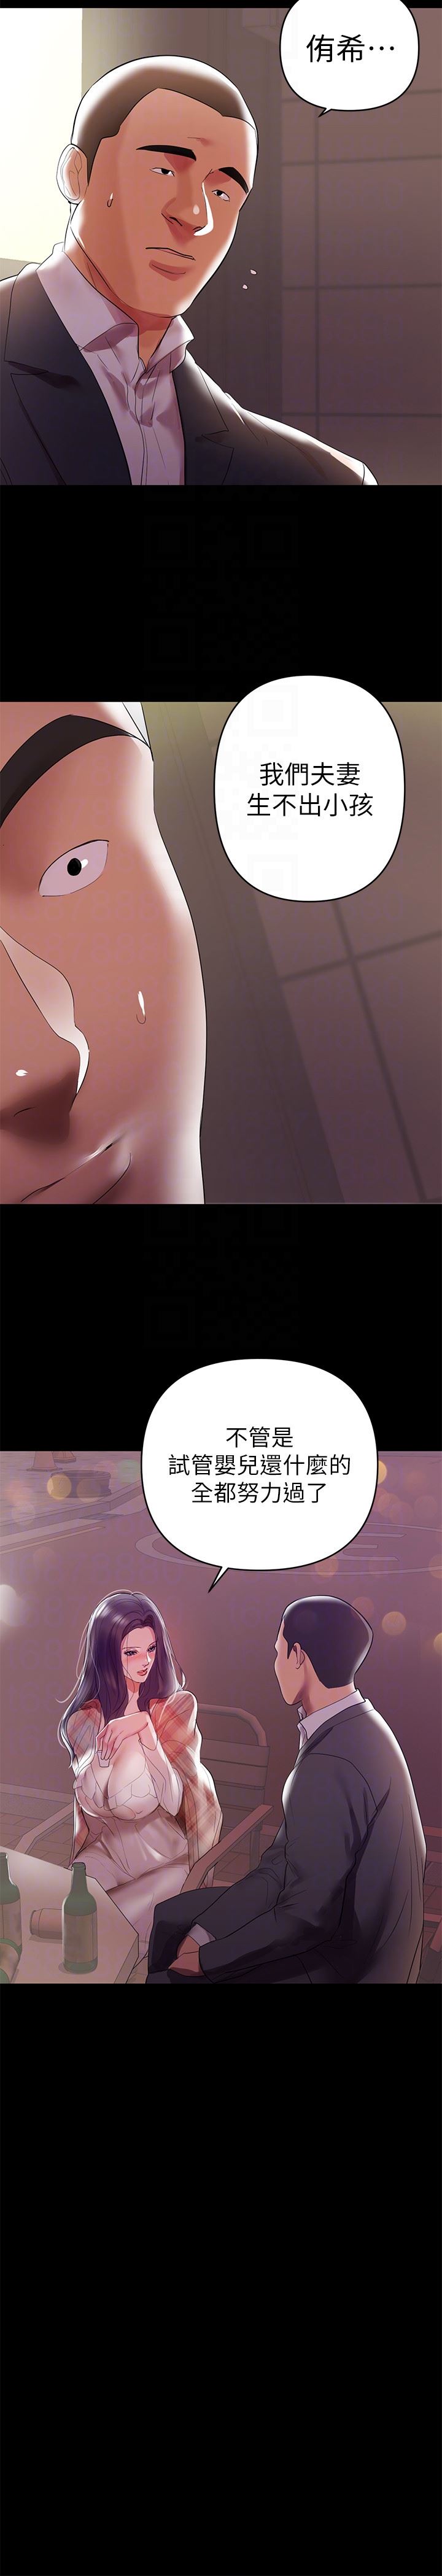 侑希…
我們夫妻
生不出小孩
不管是
試管嬰兒還什麼的
全都努力過了